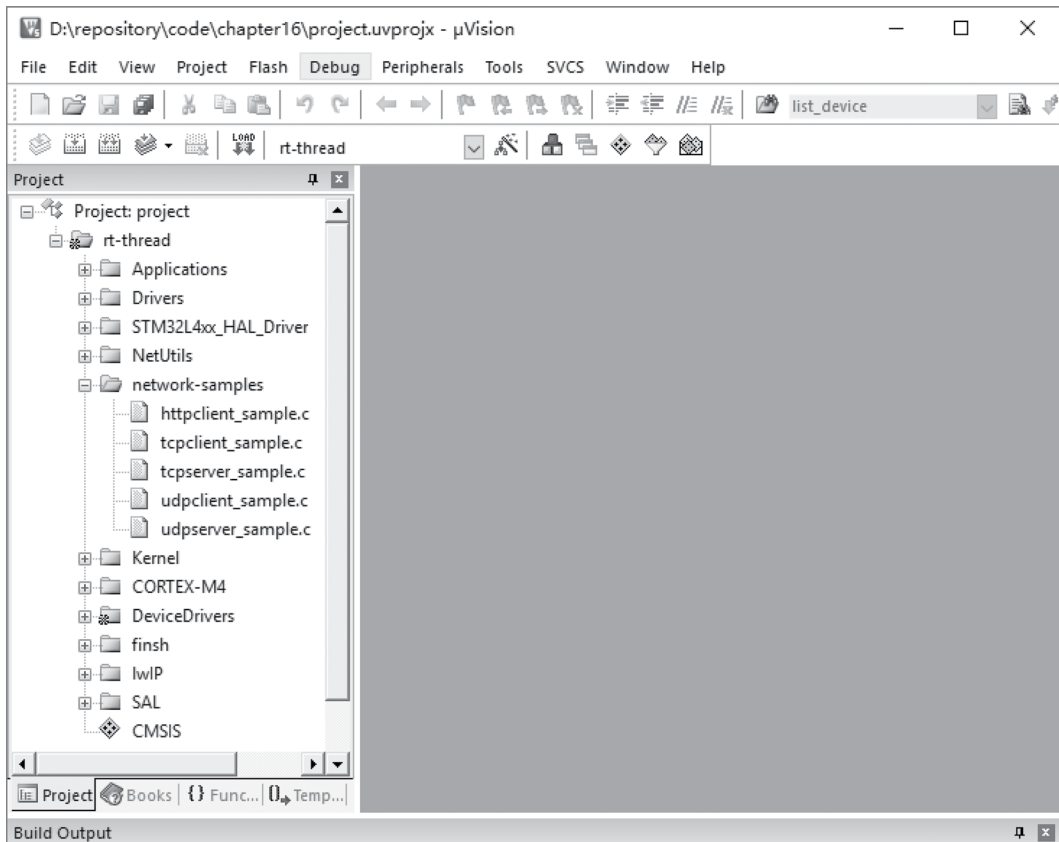 D:\repository\code\chapter16\project.uvprojx - µVision
File Edit View Project Flash Debug Peripherals Tools SVCS Window Help
list_device
LOAD rt-thread
Project
Project: project
rt-thread
Applications
Drivers
STM32L4xx_HAL_Driver
NetUtils
network-samples
httpclient_sample.c
tcpclient_sample.c
tcpserver_sample.c
udpclient_sample.c
udpserver_sample.c
Kernel
CORTEX-M4
DeviceDrivers
finsh
lwIP
SAL
CMSIS
Project Books {} Func... 0 Temp...
Build Output